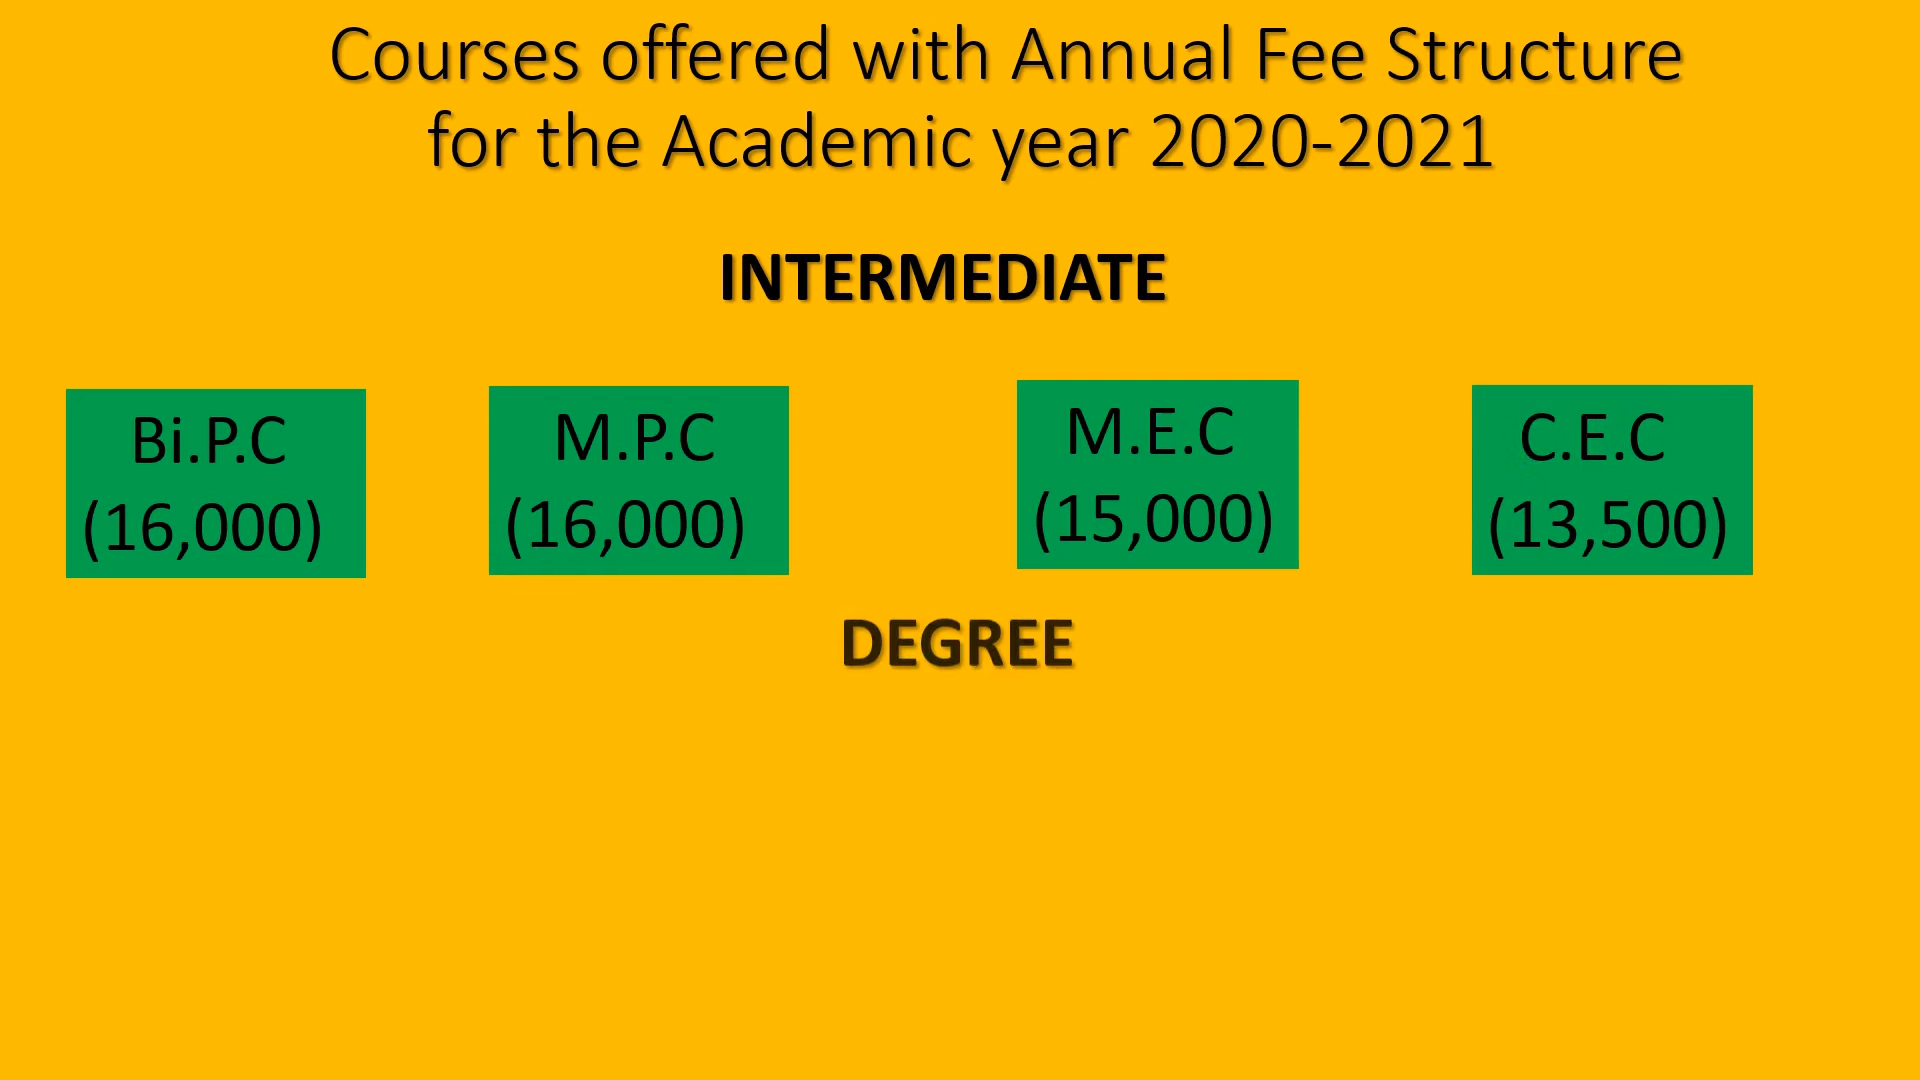 Courses offered with Annual Fee Structure
for the Academic year 2020-2021
INTERMEDIATE
Bi.P.C
(16,000)
M.P.C
(16,000)
M.E.C
(15,000)
C.E.C
(13,500)
DEGREE